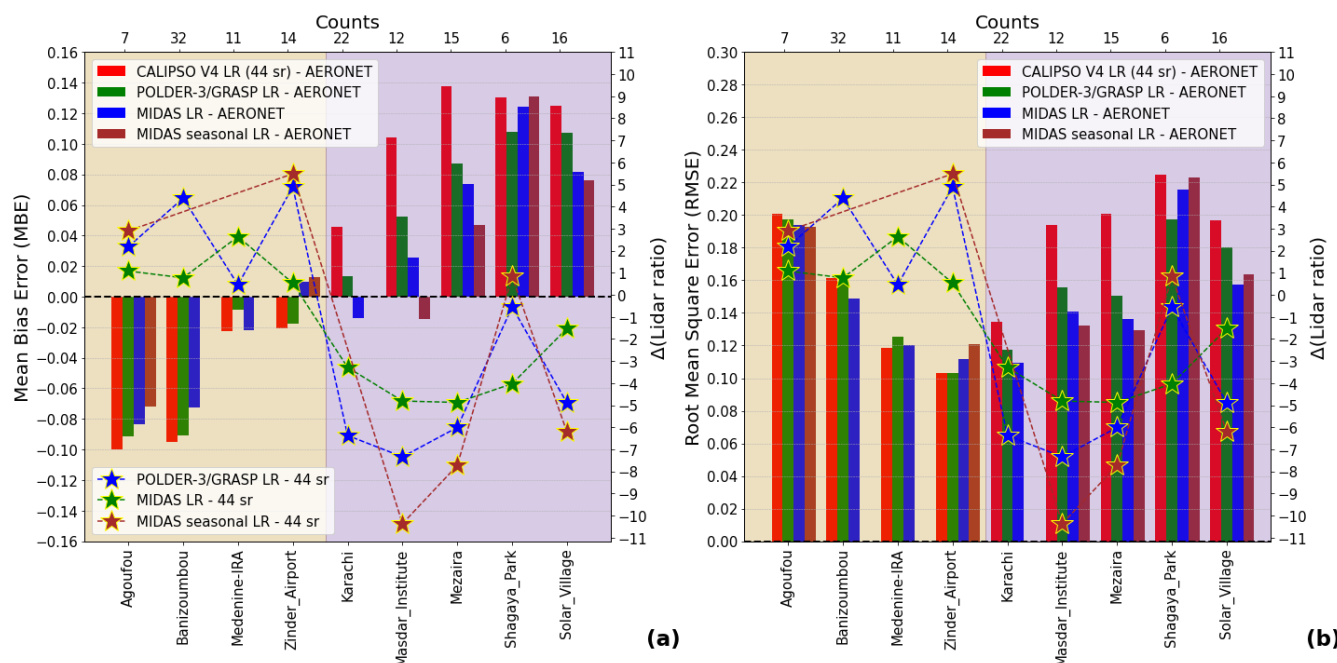 Counts
7 32 11 14 22 12 15 6 16
0.16
0.14
0.12
0.10
0.08
0.06
0.04
0.02
0.00
−0.02
−0.04
−0.06
−0.08
−0.10
−0.12
−0.14
−0.16
Mean Bias Error (MBE)
CALIPSO V4 LR (44 sr) - AERONET
POLDER-3/GRASP LR - AERONET
MIDAS LR - AERONET
MIDAS seasonal LR - AERONET
POLDER-3/GRASP LR - 44 sr
MIDAS LR - 44 sr
MIDAS seasonal LR - 44 sr
11
10
9
8
7
6
5
4
3
2
1
0
−1
−2
−3
−4
−5
−6
−7
−8
−9
−10
−11
Δ(Lidar ratio)
Agoufou
Banizoumbou
Medenine-IRA
Zinder_Airport
Karachi
Masdar_Institute
Mezaira
Shagaya_Park
Solar_Village
(a)
Counts
7 32 11 14 22 12 15 6 16
0.30
0.28
0.26
0.24
0.22
0.20
0.18
0.16
0.14
0.12
0.10
0.08
0.06
0.04
0.02
0.00
Root Mean Square Error (RMSE)
CALIPSO V4 LR (44 sr) - AERONET
POLDER-3/GRASP LR - AERONET
MIDAS LR - AERONET
MIDAS seasonal LR - AERONET
11
10
9
8
7
6
5
4
3
2
1
0
−1
−2
−3
−4
−5
−6
−7
−8
−9
−10
−11
Δ(Lidar ratio)
Agoufou
Banizoumbou
Medenine-IRA
Zinder_Airport
Karachi
Masdar_Institute
Mezaira
Shagaya_Park
Solar_Village
(b)